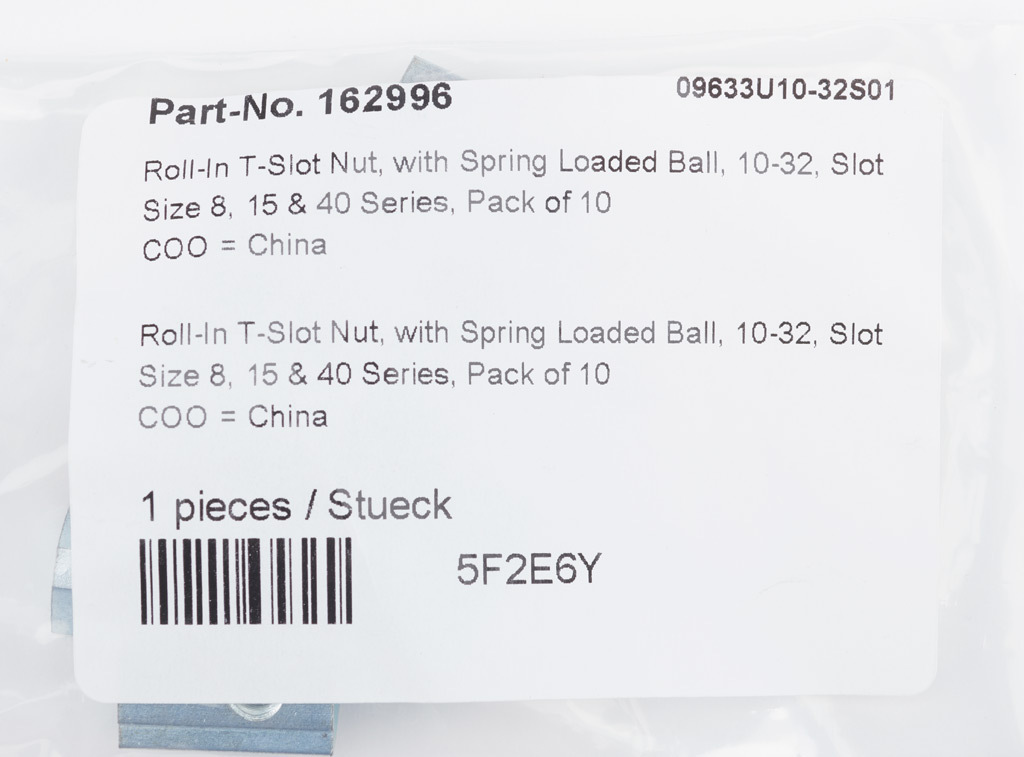 Part-No. 162996 09633U10-32S01
Roll-In T-Slot Nut, with Spring Loaded Ball, 10-32, Slot
Size 8, 15 & 40 Series, Pack of 10
COO = China
Roll-In T-Slot Nut, with Spring Loaded Ball, 10-32, Slot
Size 8, 15 & 40 Series, Pack of 10
COO = China
1 pieces / Stueck
5F2E6Y